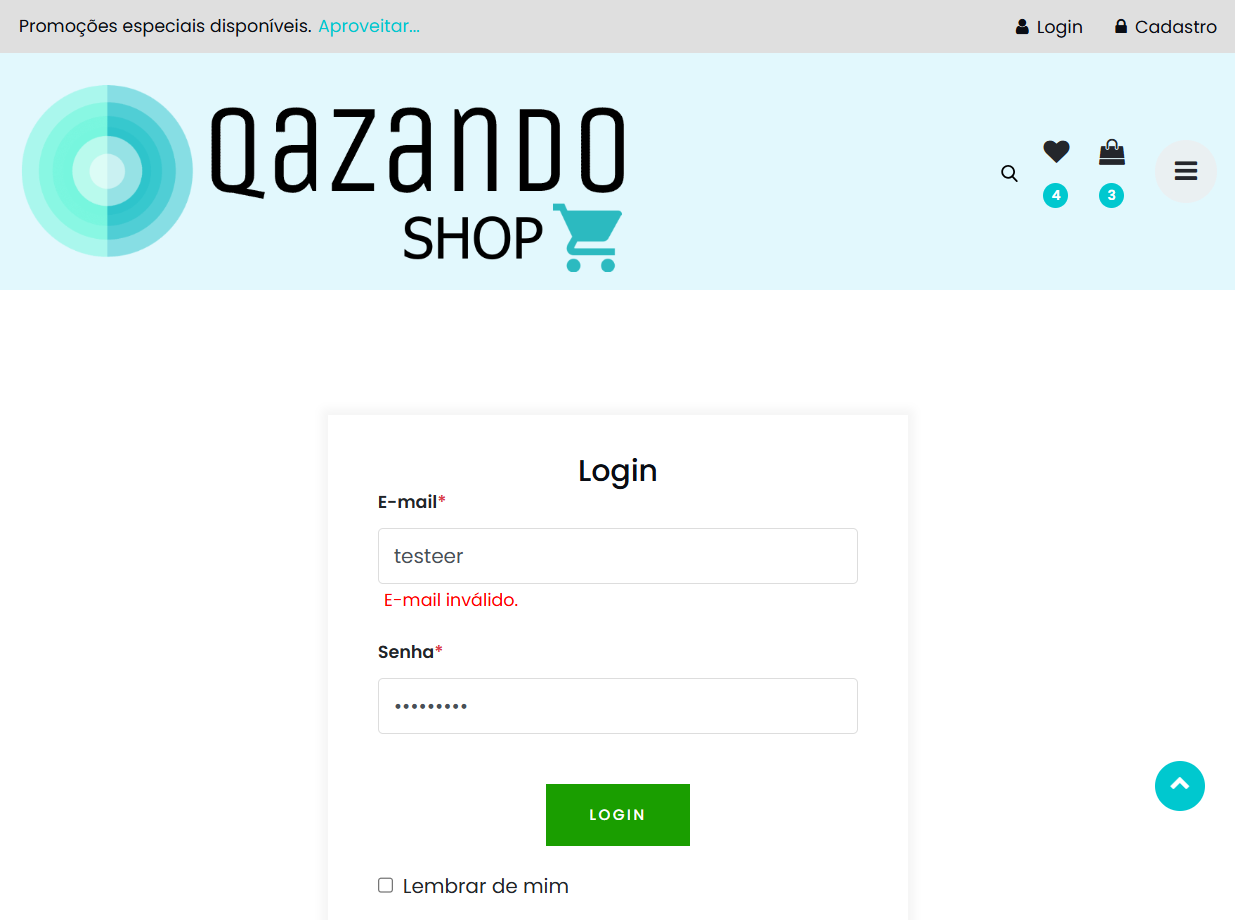 Promoções especiais disponíveis. Aproveitar...
Login
Cadastro
QAZANDO
SHOP
4
3
Login
E-mail*
testeer
E-mail inválido.
Senha*
•••••••••
LOGIN
Lembrar de mim